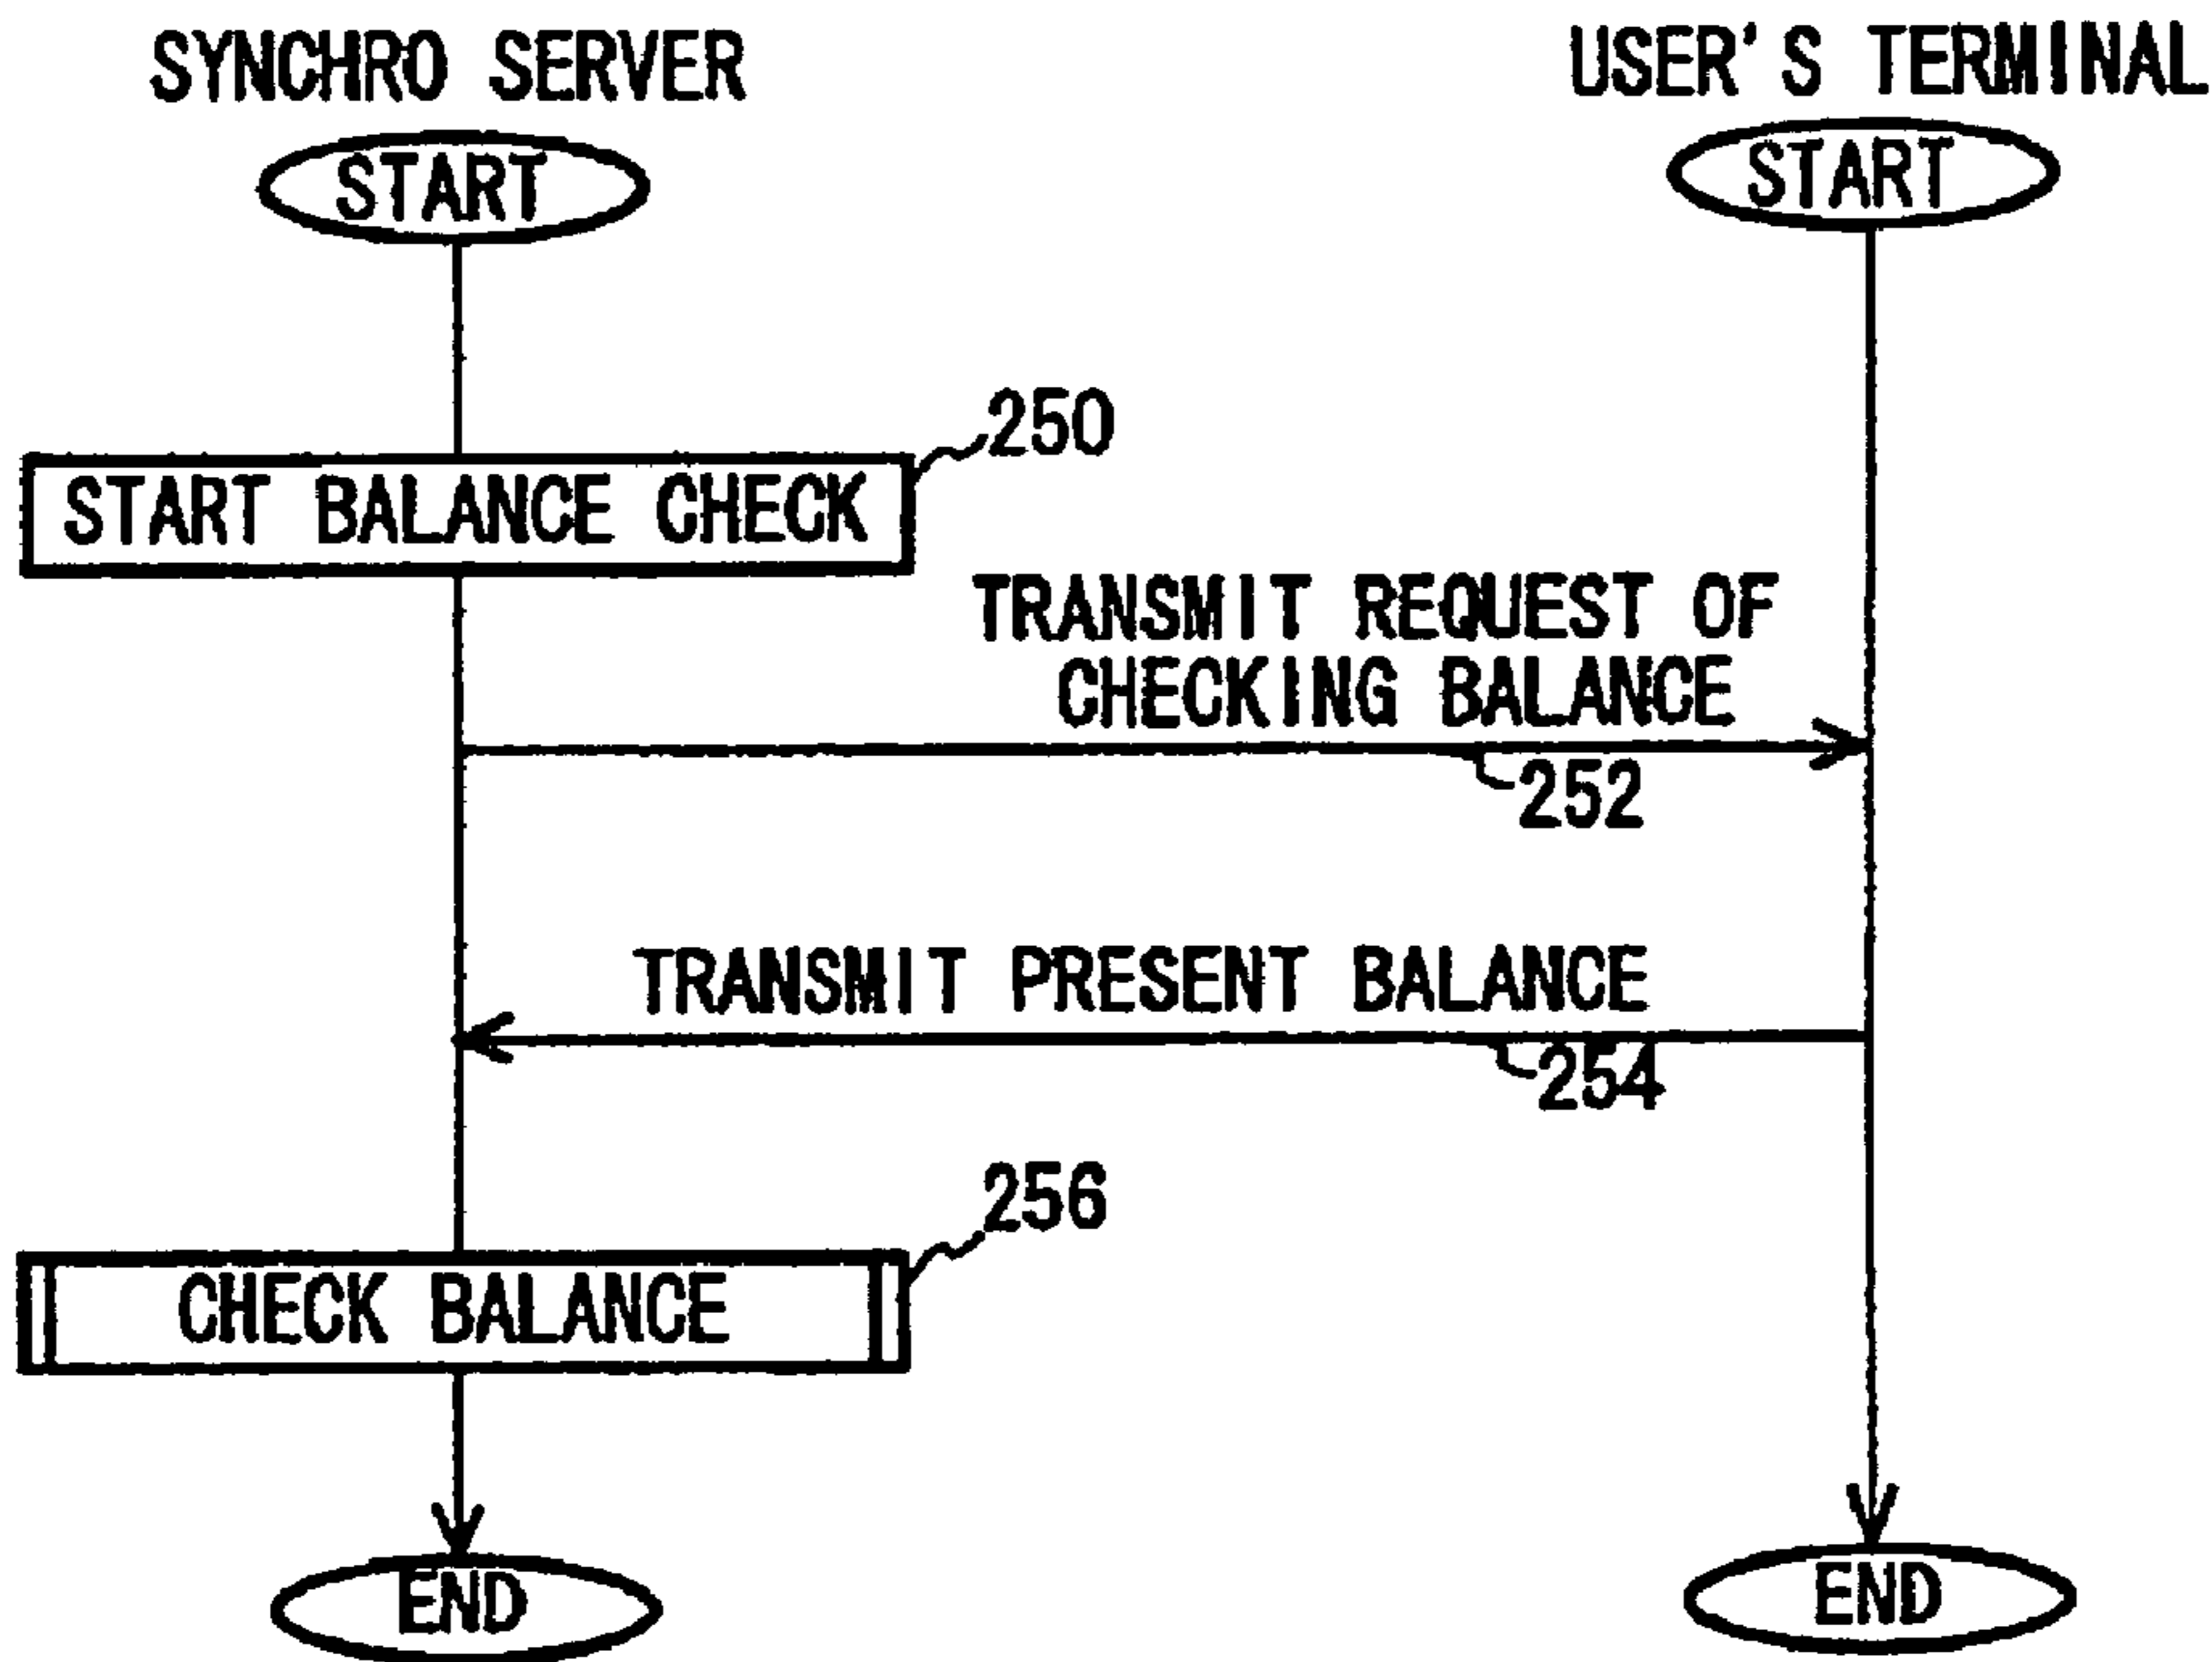 SYNCHRO SERVER
USER'S TERMINAL
START
START
250
START BALANCE CHECK
TRANSMIT REQUEST OF
CHECKING BALANCE
252
TRANSMIT PRESENT BALANCE
254
256
CHECK BALANCE
END
END